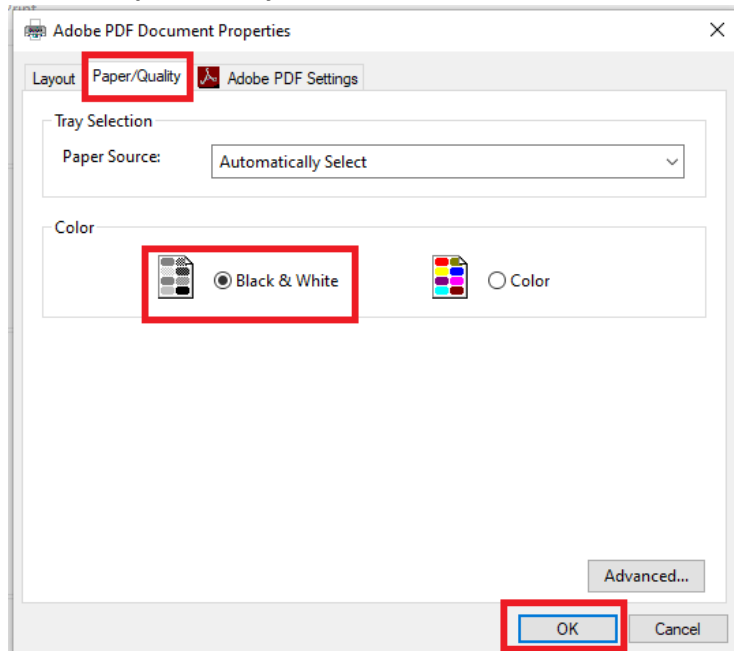 Adobe PDF Document Properties
Layout Paper/Quality Adobe PDF Settings
Tray Selection
Paper Source: Automatically Select
Color
Black & White Color
Advanced...
OK Cancel